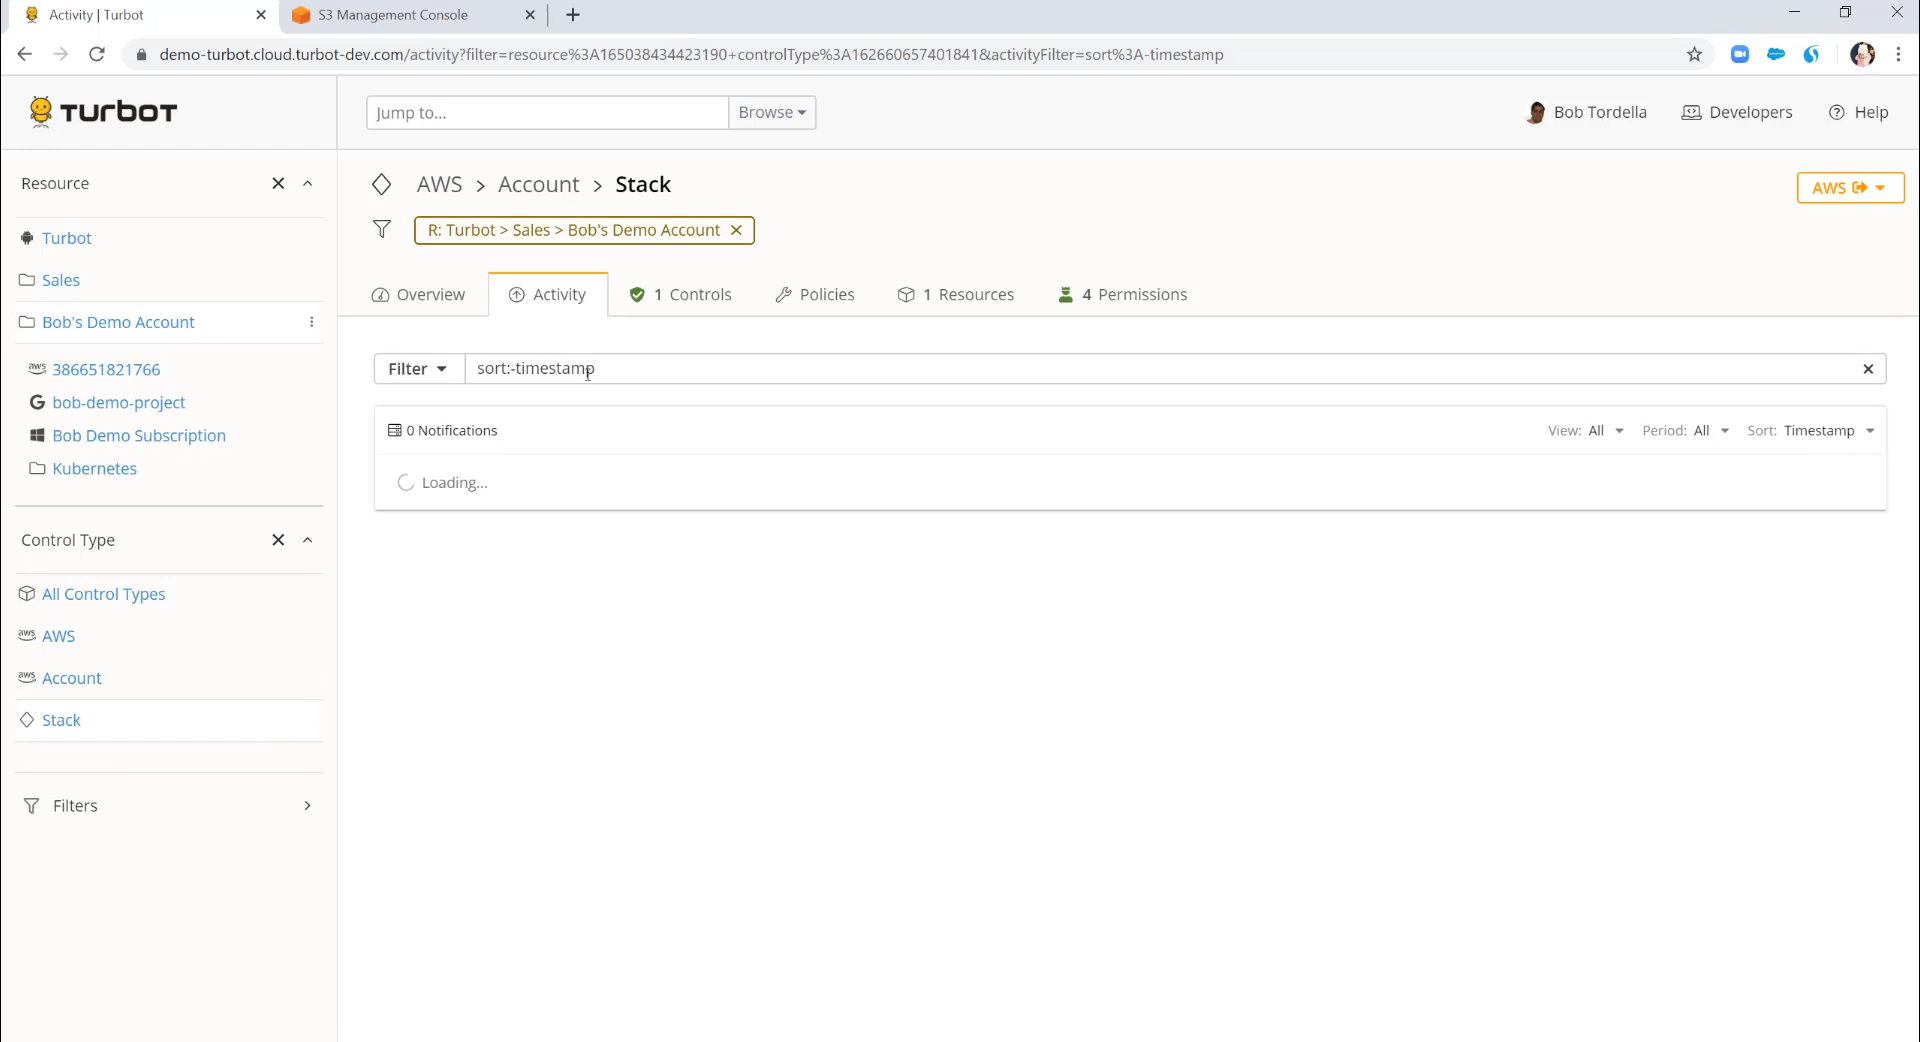 Activity | Turbot
S3 Management Console
demo-turbot.cloud.turbot-dev.com/activity?filter=resource%3A165038434423190+controlType%3A162660657401841&activityFilter=sort%3A-timestamp
TURBOT
Jump to...
Browse
Bob Tordella
Developers
Help
Resource
Turbot
Sales
Bob's Demo Account
aws 386651821766
bob-demo-project
Bob Demo Subscription
Kubernetes
Control Type
All Control Types
aws AWS
aws Account
Stack
Filters
AWS > Account > Stack
AWS
R: Turbot > Sales > Bob's Demo Account
Overview
Activity
1 Controls
Policies
1 Resources
4 Permissions
Filter
sort:-timestamp
0 Notifications
View: All
Period: All
Sort: Timestamp
Loading...